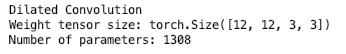 Dilated Convolution
Weight tensor size: torch.Size([12, 12, 3, 3])
Number of parameters: 1308